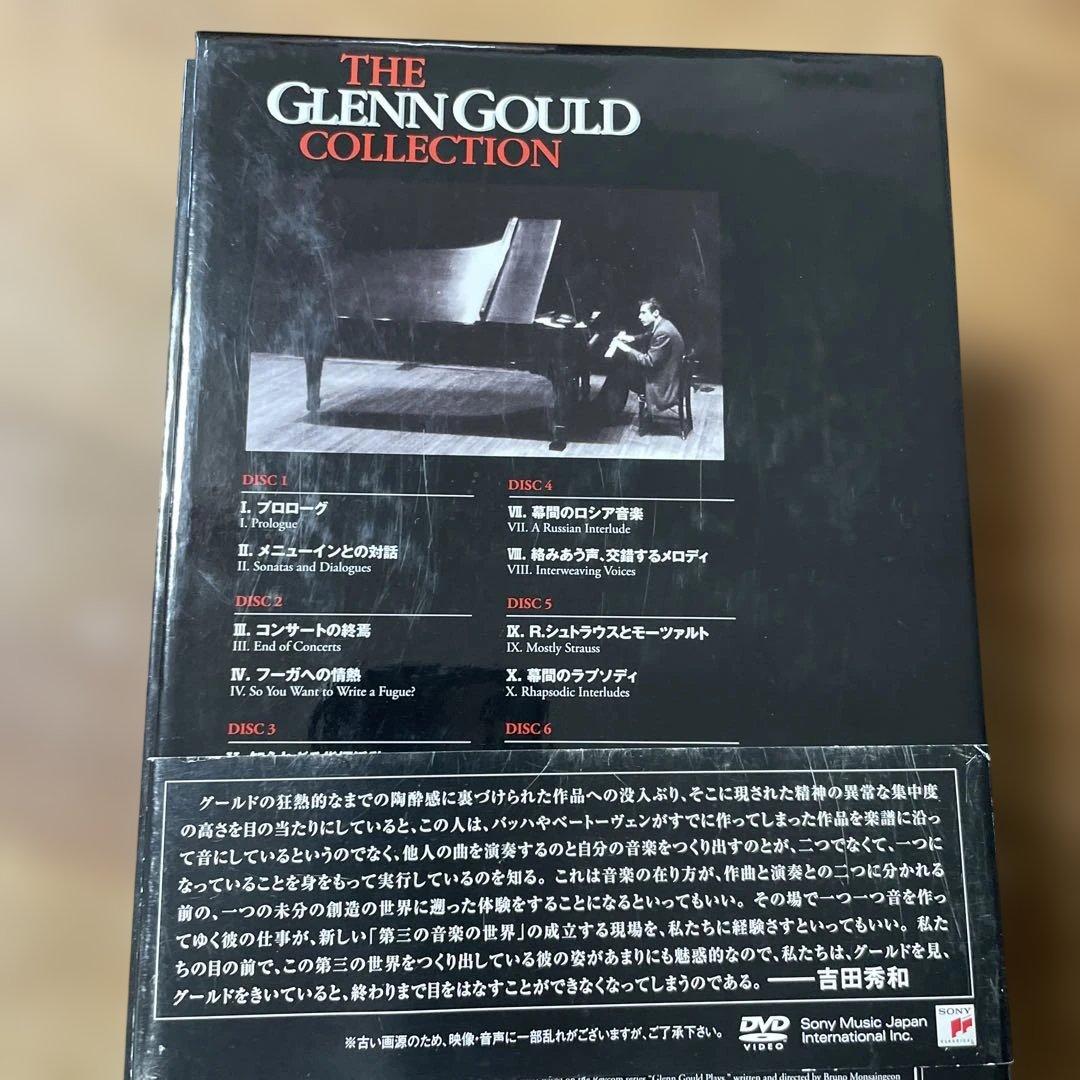 THE
GLENN GOULD
COLLECTION
DISC 1
I. プロローグ
I. Prologue
II. メニューインとの対話
II. Sonatas and Dialogues
DISC 2
III. コンサートの終焉
III. End of Concerts
IV. フーガへの情熱
IV. So You Want to Write a Fugue?
DISC 3
DISC 4
VII. 幕間のロシア音楽
VII. A Russian Interlude
VIII. 絡みあう声、交錯するメロディ
VIII. Interweaving Voices
DISC 5
IX. R.シュトラウスとモーツァルト
IX. Mostly Strauss
X. 幕間のラプソディ
X. Rhapsodic Interludes
DISC 6
グールドの狂熱的なまでの陶酔感に裏づけられた作品への没入ぶり、そこに現された精神の異常な集中度
の高さを目の当たりにしていると、この人は、バッハやベートーヴェンがすでに作ってしまった作品を楽譜に沿っ
て音にしているというのでなく、他人の曲を演奏するのと自分の音楽をつくり出すのとが、二つでなくて、一つに
なっていることを身をもって実行しているのを知る。これは音楽の在り方が、作曲と演奏との二つに分かれる
前の、一つの未分の創造の世界に遡った体験をすることになるといってもいい。その場で一つ一つ音を作っ
てゆく彼の仕事が、新しい「第三の音楽の世界」の成立する現場を、私たちに経験さすといってもいい。私た
ちの目の前で、この第三の世界をつくり出している彼の姿があまりにも魅惑的なので、私たちは、グールドを見、
グールドをきいていると、終わりまで目をはなすことができなくなってしまうのである。——吉田秀和
※古い画源のため、映像・音声に一部乱れがございますが、ご了承下さい。
DVD
VIDEO
Sony Music Japan
International Inc.
SONY
CLASSICAL
on the Revcom series "Glenn Gould Plays," written and directed by Bruno Monsaingeon